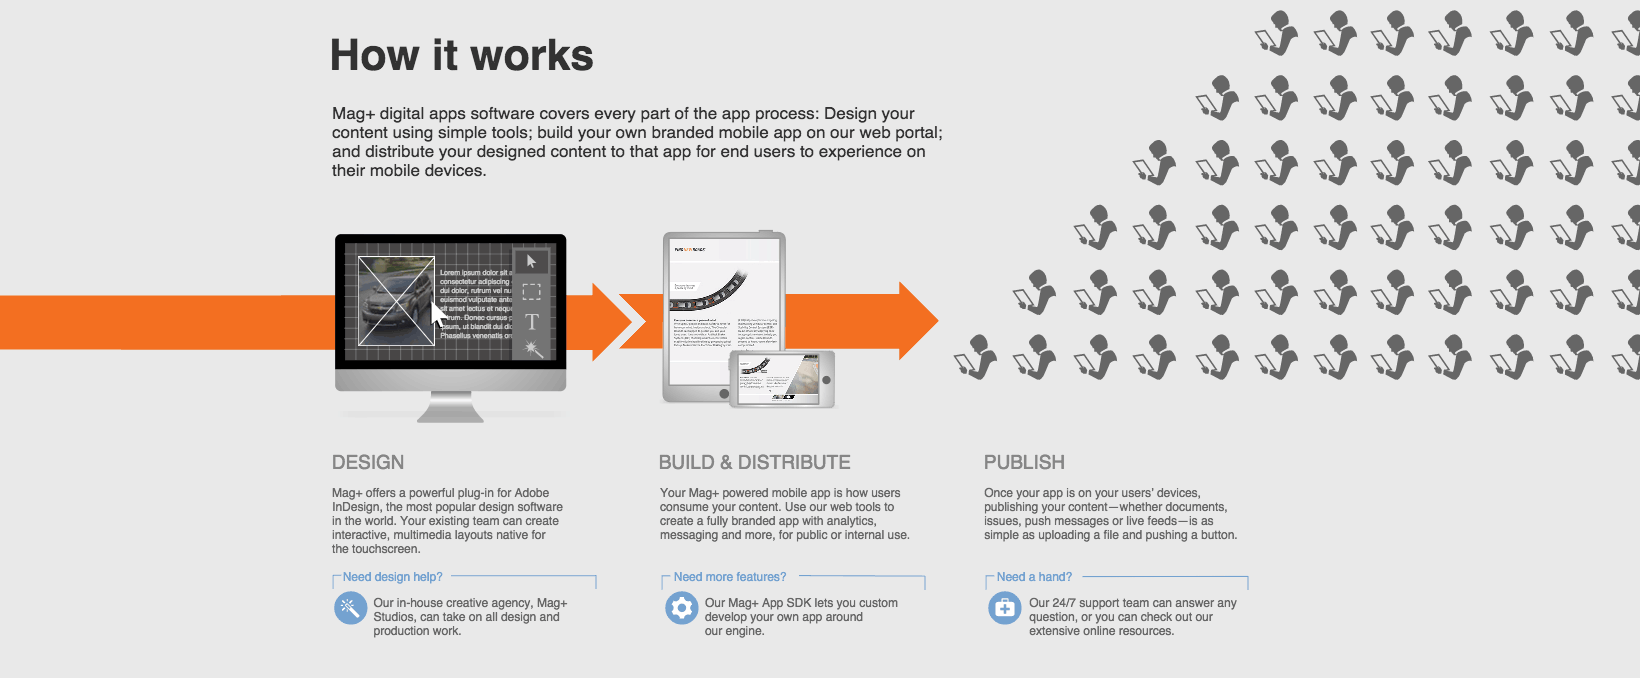 How it works
Mag+ digital apps software covers every part of the app process: Design your
content using simple tools; build your own branded mobile app on our web portal;
and distribute your designed content to that app for end users to experience on
their mobile devices.
Lorem ipsum dolor sit a
consectetur adipiscing
dui dolor, rutrum vel nu
euismod vulputate ante
sit amet lectus et neque
rutrum. Donec cursus p
ipsum, ut blandit dui dic
Phasellus venenatis or
T
DESIGN
Mag+ offers a powerful plug-in for Adobe
InDesign, the most popular design software
in the world. Your existing team can create
interactive, multimedia layouts native for
the touchscreen.
Need design help?
Our in-house creative agency, Mag+
Studios, can take on all design and
production work.
BUILD & DISTRIBUTE
Your Mag+ powered mobile app is how users
consume your content. Use our web tools to
create a fully branded app with analytics,
messaging and more, for public or internal use.
Need more features?
Our Mag+ App SDK lets you custom
develop your own app around
our engine.
PUBLISH
Once your app is on your users' devices,
publishing your content—whether documents,
issues, push messages or live feeds—is as
simple as uploading a file and pushing a button.
Need a hand?
Our 24/7 support team can answer any
question, or you can check out our
extensive online resources.